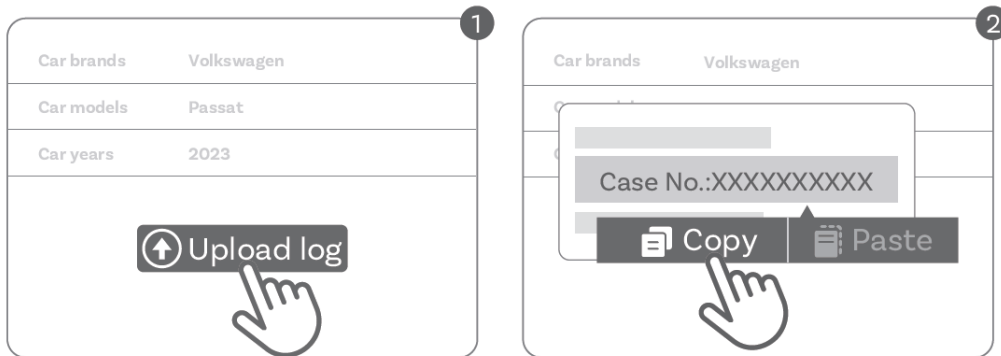 1
Car brands Volkswagen
Car models Passat
Car years 2023
Upload log
2
Car brands Volkswagen
Case No.:XXXXXXXXXX
Copy Paste